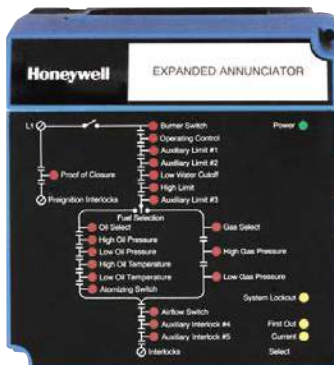 Honeywell
EXPANDED ANNUNCIATOR
L1
Burner Switch
Power
Operating Control
Auxiliary Limit #1
Auxiliary Limit #2
Proof of Closure
Low Water Cutoff
High Limit
Preignition Interlocks
Auxiliary Limit #3
Fuel Selection
Oil Select
Gas Select
High Oil Pressure
Low Oil Pressure
High Gas Pressure
High Oil Temperature
Low Oil Temperature
Low Gas Pressure
Atomizing Switch
System Lockout
Airflow Switch
Auxiliary Interlock #4
First Out
Auxiliary Interlock #5
Current
Interlocks
Select